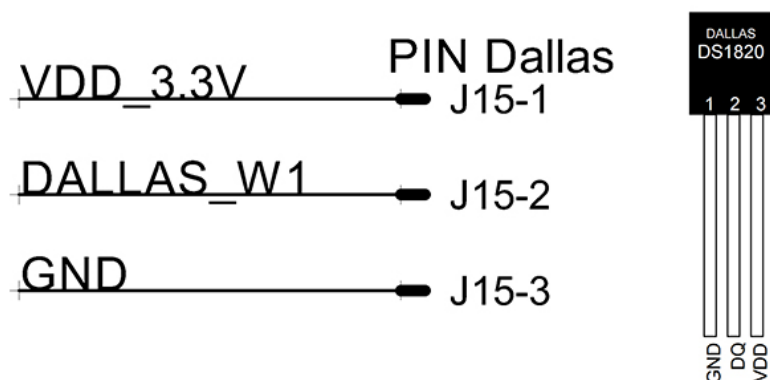 PIN Dallas
VDD_3.3V
J15-1
DALLAS_W1
J15-2
GND
J15-3
DALLAS
DS1820
1 2 3
GND
DQ
VDD